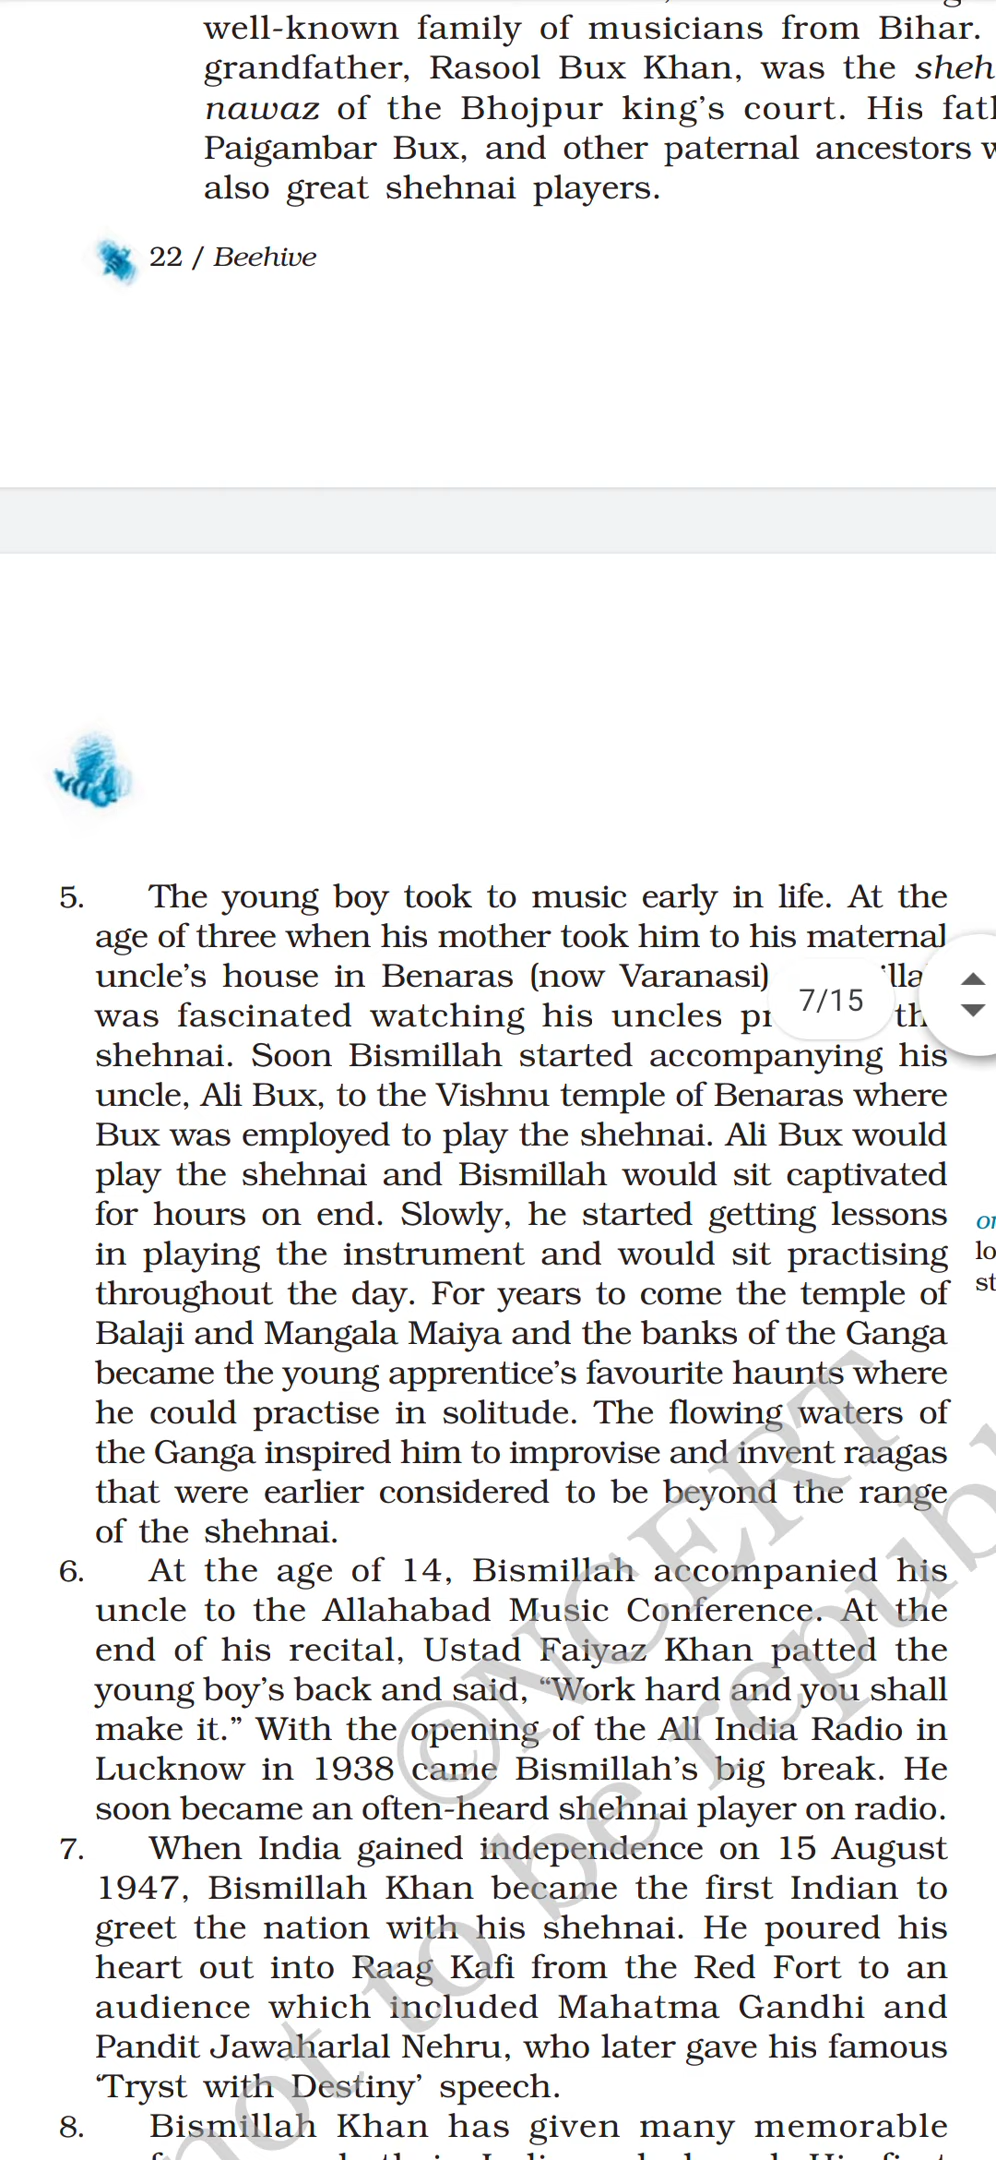 well-known family of musicians from Bihar.
grandfather, Rasool Bux Khan, was the
nawaz of the Bhojpur king’s court. His
Paigambar Bux, and other paternal ancestors
also great shehnai players.
22 / Beehive
5. The young boy took to music early in life. At the
age of three when his mother took him to his maternal
uncle’s house in Benaras (now Varanasi)
was fascinated watching his uncles
7/15
shehnai. Soon Bismillah started accompanying his
uncle, Ali Bux, to the Vishnu temple of Benaras where
Bux was employed to play the shehnai. Ali Bux would
play the shehnai and Bismillah would sit captivated
for hours on end. Slowly, he started getting lessons
in playing the instrument and would sit practising
throughout the day. For years to come the temple of
Balaji and Mangala Maiya and the banks of the Ganga
became the young apprentice’s favourite haunts where
he could practise in solitude. The flowing waters of
the Ganga inspired him to improvise and invent raagas
that were earlier considered to be beyond the range
of the shehnai.
6. At the age of 14, Bismillah accompanied his
uncle to the Allahabad Music Conference. At the
end of his recital, Ustad Faiyaz Khan patted the
young boy’s back and said, “Work hard and you shall
make it.” With the opening of the All India Radio in
Lucknow in 1938 came Bismillah’s big break. He
soon became an often-heard shehnai player on radio.
7. When India gained independence on 15 August
1947, Bismillah Khan became the first Indian to
greet the nation with his shehnai. He poured his
heart out into Raag Kafi from the Red Fort to an
audience which included Mahatma Gandhi and
Pandit Jawaharlal Nehru, who later gave his famous
‘Tryst with Destiny’ speech.
8. Bismillah Khan has given many memorable
©NCERT
not to be